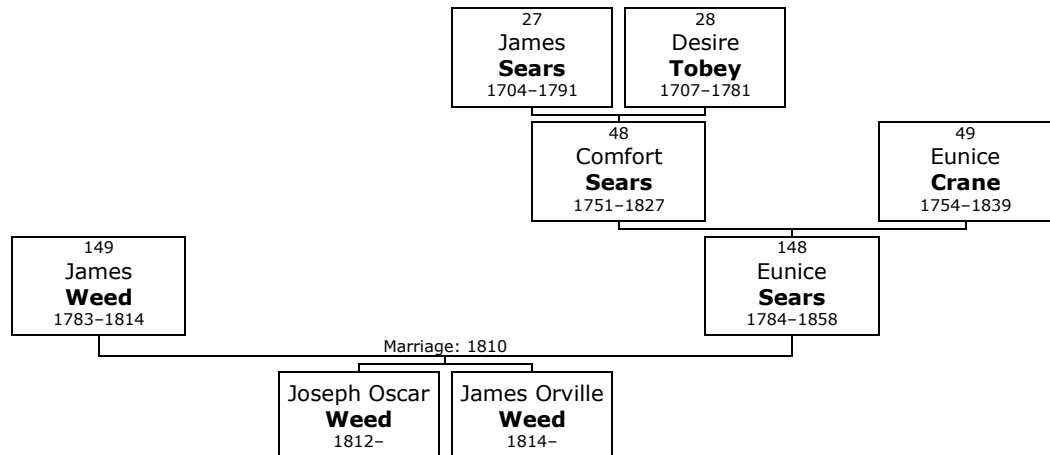 27
James
Sears
1704–1791
28
Desire
Tobey
1707–1781
48
Comfort
Sears
1751–1827
49
Eunice
Crane
1754–1839
149
James
Weed
1783–1814
148
Eunice
Sears
1784–1858
Marriage: 1810
Joseph Oscar
Weed
1812–
James Orville
Weed
1814–